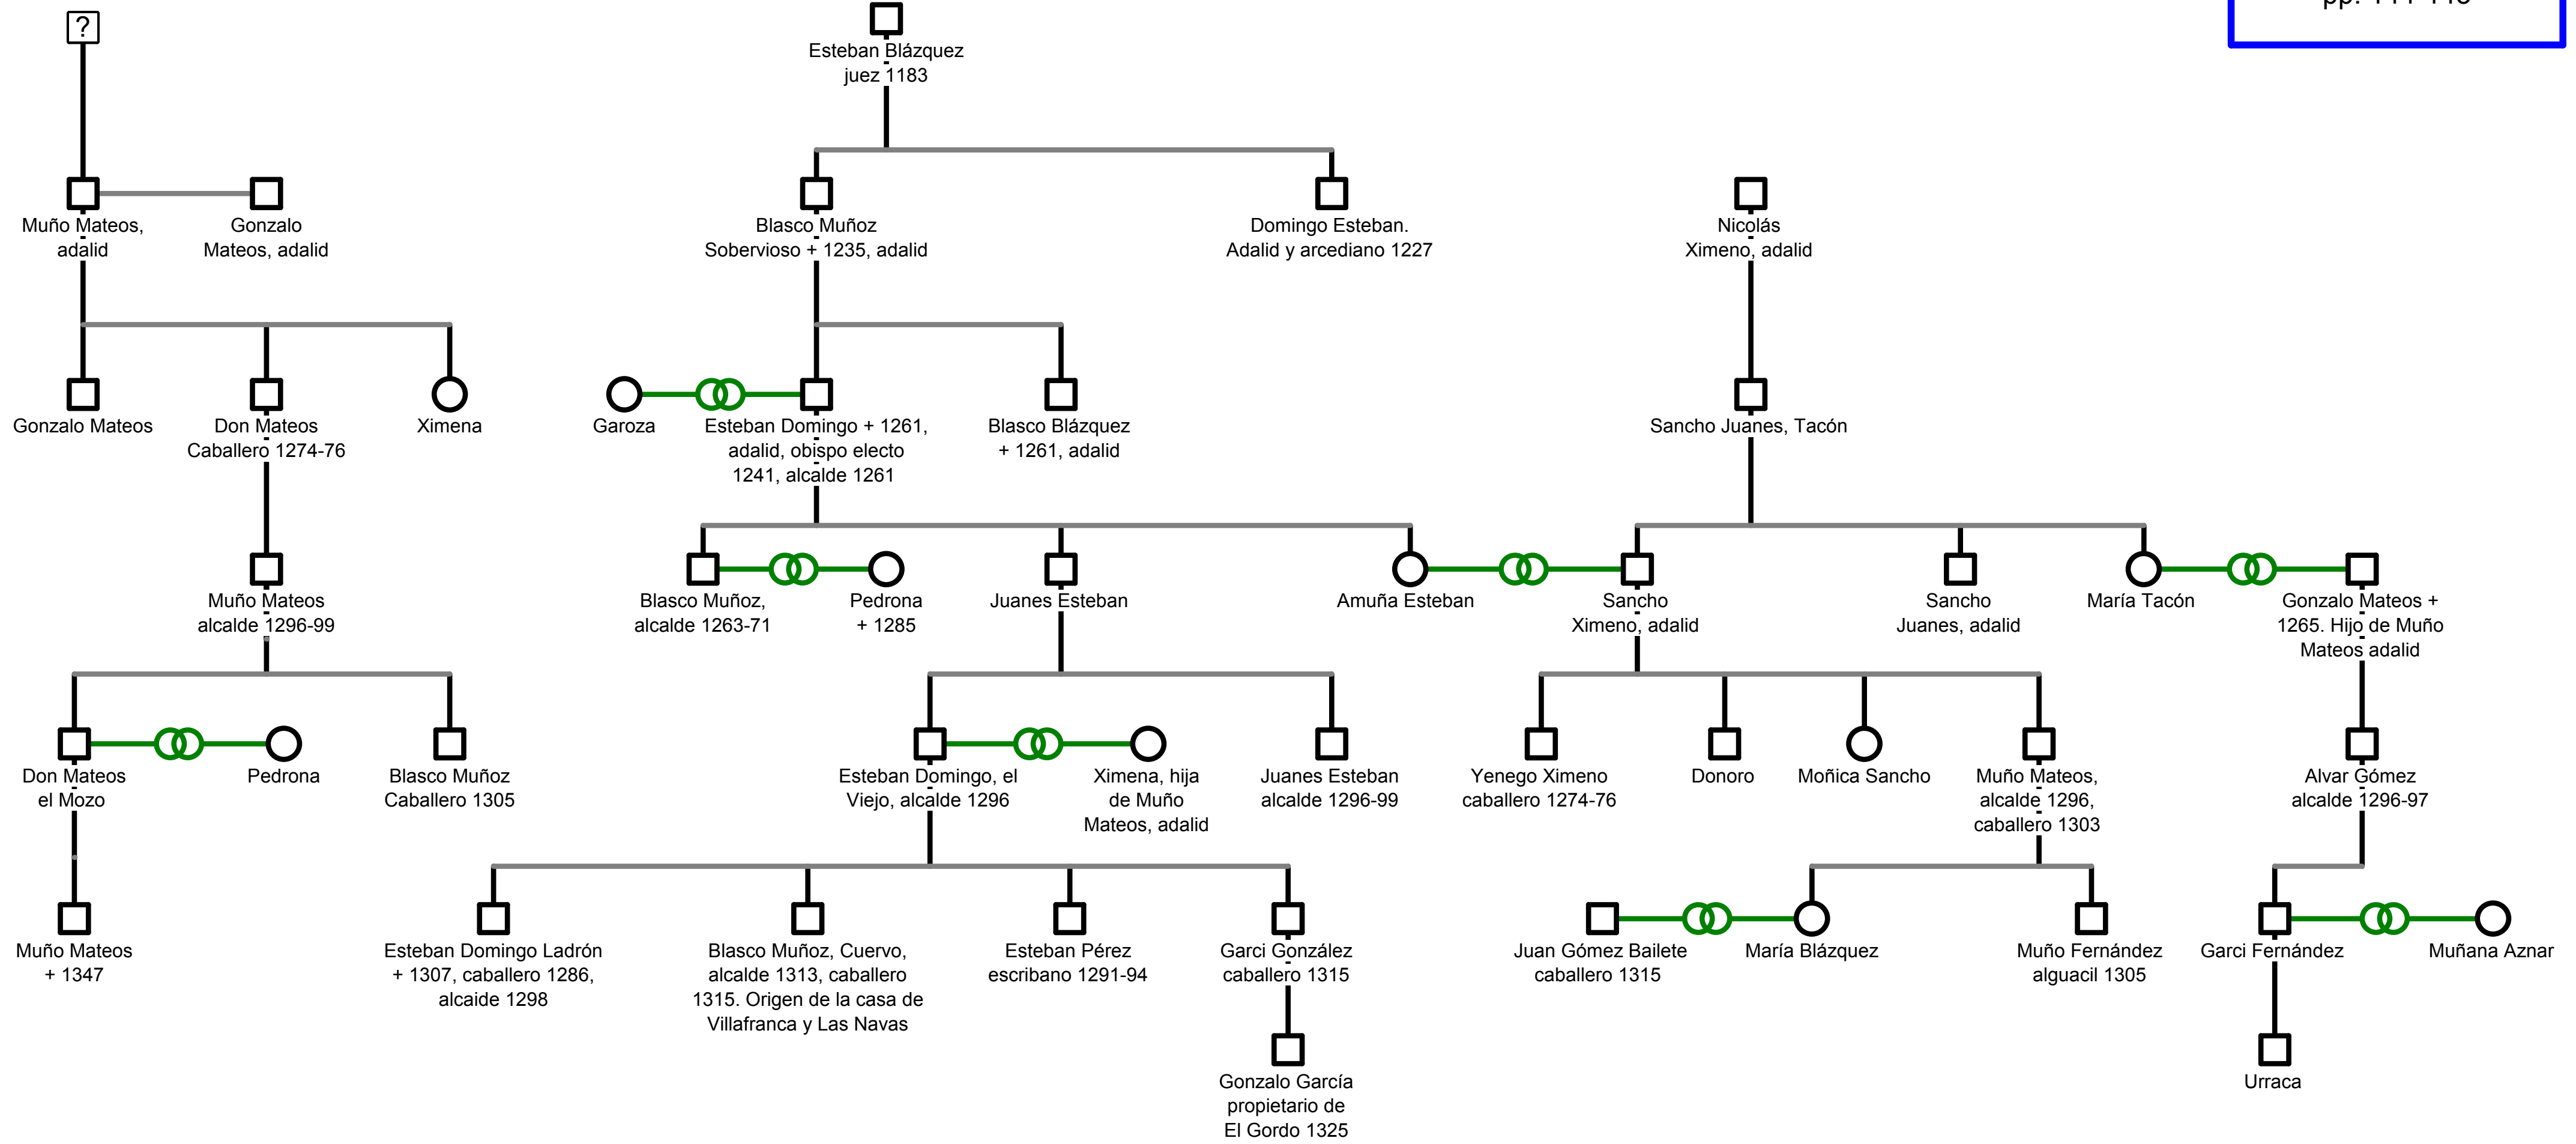 ?
Esteban Blázquez
juez 1183
Muño Mateos,
adalid
Gonzalo
Mateos, adalid
Blasco Muñoz
Sobervioso + 1235, adalid
Domingo Esteban.
Adalid y arcediano 1227
Nicolás
Ximeno, adalid
Gonzalo Mateos
Don Mateos
Caballero 1274-76
Ximena
Garoza
Esteban Domingo + 1261,
adalid, obispo electo
1241, alcalde 1261
Blasco Blázquez
+ 1261, adalid
Sancho Juanes, Tacón
Muño Mateos
alcalde 1296-99
Blasco Muñoz,
alcalde 1263-71
Pedrona
+ 1285
Juanes Esteban
Amuña Esteban
Sancho
Ximeno, adalid
Sancho
Juanes, adalid
María Tacón
Gonzalo Mateos +
1265. Hijo de Muño
Mateos adalid
Don Mateos
el Mozo
Pedrona
Blasco Muñoz
Caballero 1305
Esteban Domingo, el
Viejo, alcalde 1296
Ximena, hija
de Muño
Mateos, adalid
Juanes Esteban
alcalde 1296-99
Yenego Ximeno
caballero 1274-76
Donoro
Moñica Sancho
Muño Mateos,
alcalde 1296,
caballero 1303
Alvar Gómez
alcalde 1296-97
Muño Mateos
+ 1347
Esteban Domingo Ladrón
+ 1307, caballero 1286,
alcaide 1298
Blasco Muñoz, Cuervo,
alcalde 1313, caballero
1315. Origen de la casa de
Villafranca y Las Navas
Esteban Pérez
escribano 1291-94
Garci González
caballero 1315
Juan Gómez Bailete
caballero 1315
María Blázquez
Muño Fernández
alguacil 1305
Garci Fernández
Muñana Aznar
Gonzalo García
propietario de
El Gordo 1325
Urraca